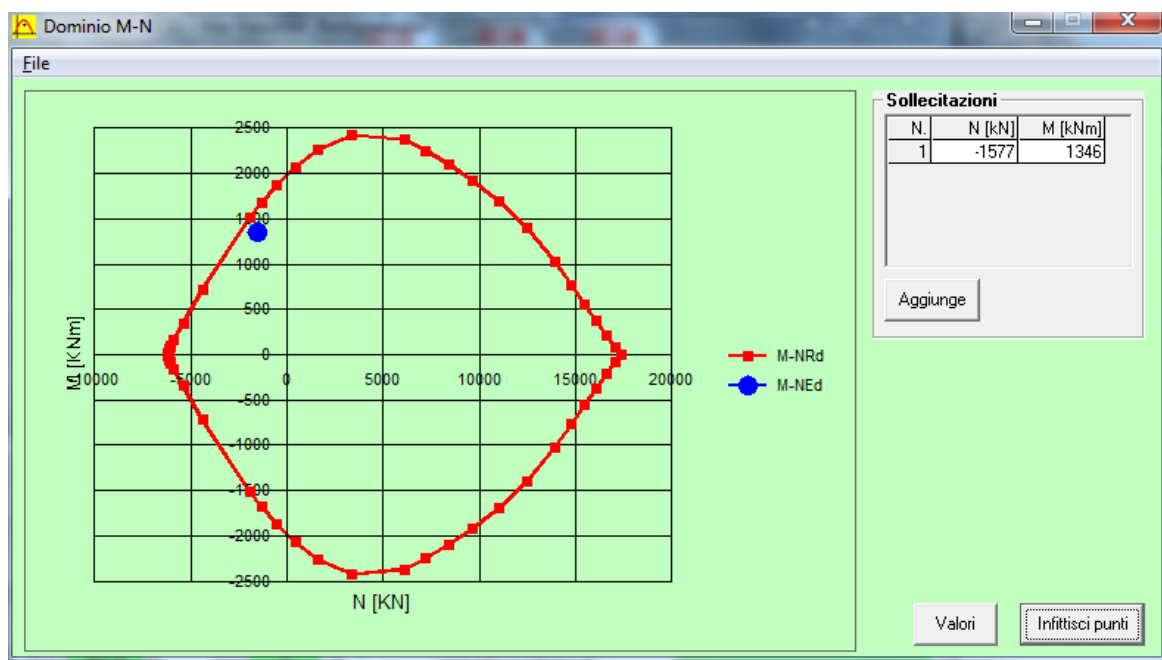 Dominio M-N
File
2500
2000
1500
1000
500
0
-500
-1000
-1500
-2000
-2500
-10000 -5000 0 5000 10000 15000 20000
M [KNm]
N [KN]
M-NRd
M-NEd
Sollecitazioni
N. N [kN] M [kNm]
1 -1577 1346
Aggiunge
Valori
Infittisci punti